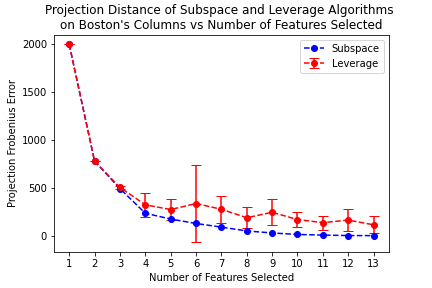 Projection Distance of Subspace and Leverage Algorithms
on Boston's Columns vs Number of Features Selected
Subspace
Leverage
Projection Frobenius Error
2000
1500
1000
500
0
1 2 3 4 5 6 7 8 9 10 11 12 13
Number of Features Selected